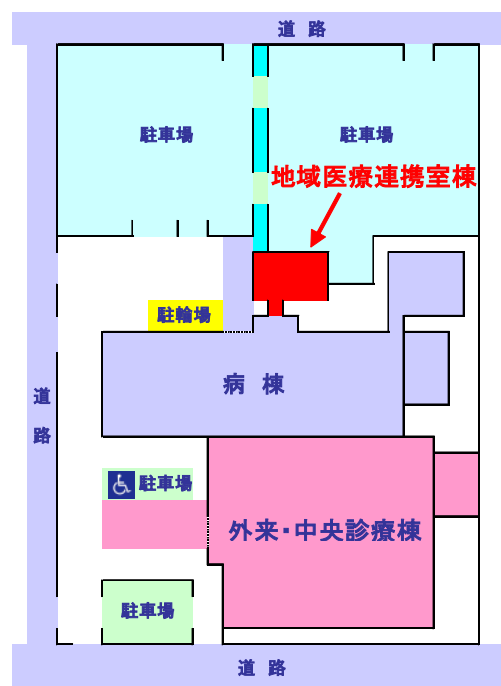 道 路
駐車場
駐車場
地域医療連携室棟
駐輪場
病 棟
道
路
駐車場
外来・中央診療棟
駐車場
道 路